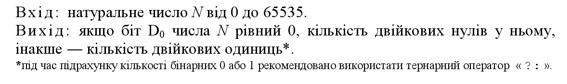 Вхід: натуральне число N від 0 до 65535.
Вихід: якщо біт D₀ числа N рівний 0, кількість двійкових нулів у ньому,
інакше — кількість двійкових одиниць*.
*під час підрахунку кількості бінарних 0 або 1 рекомендовано використати тернарний оператор « ? : ».